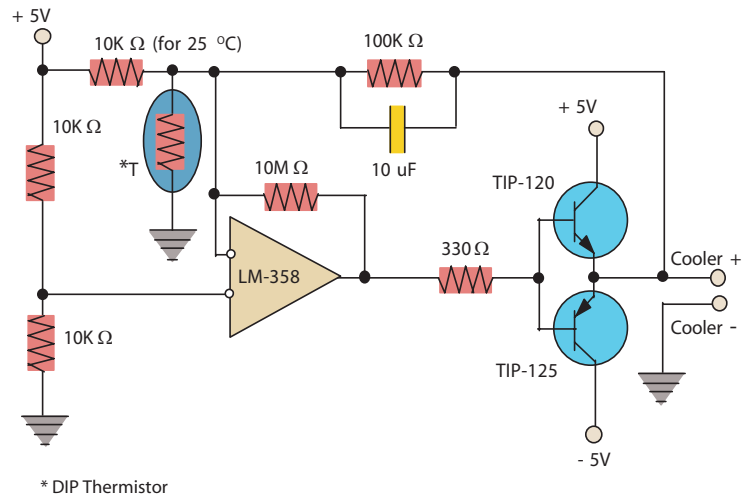 + 5V
10K Ω (for 25 °C)
100K Ω
10K Ω
+ 5V
*T
10 uF
10M Ω
TIP-120
330 Ω
LM-358
Cooler +
10K Ω
Cooler -
TIP-125
- 5V
* DIP Thermistor